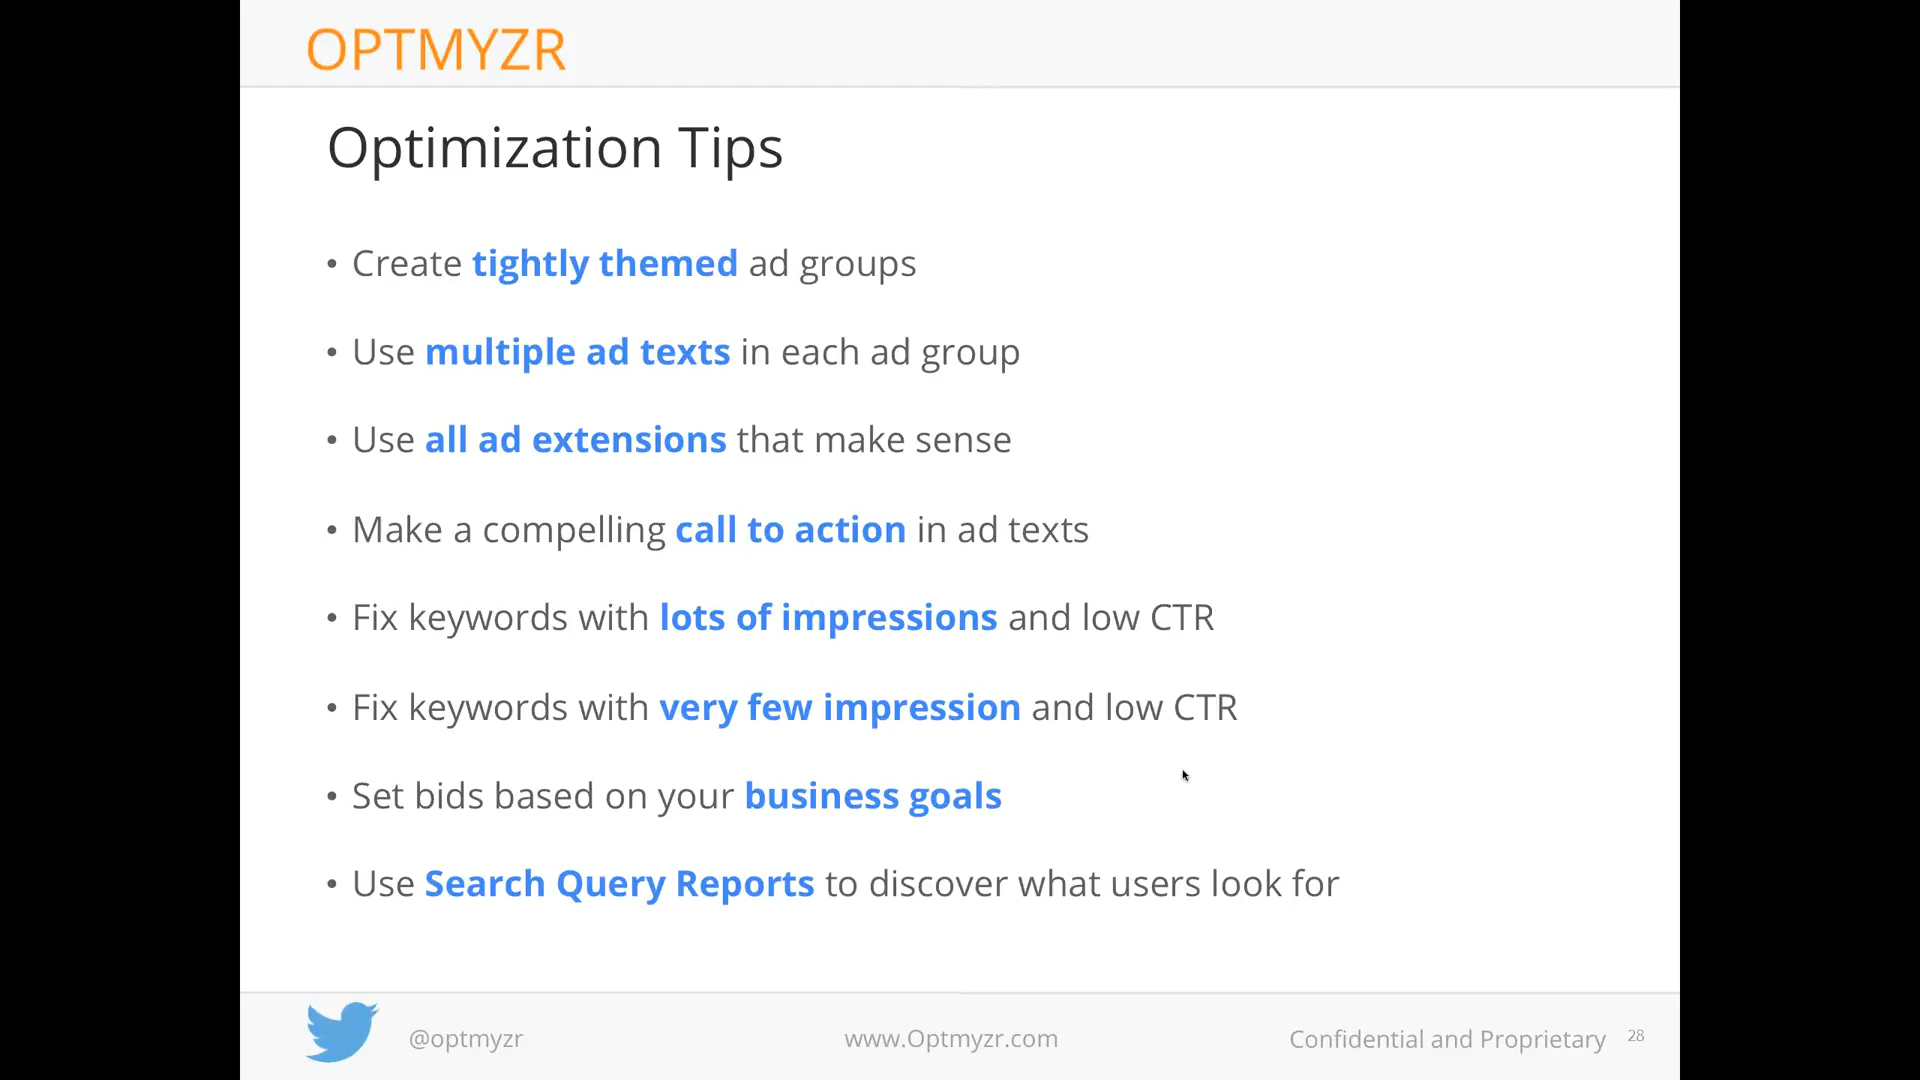 OPTMYZR
Optimization Tips
• Create tightly themed ad groups
• Use multiple ad texts in each ad group
• Use all ad extensions that make sense
• Make a compelling call to action in ad texts
• Fix keywords with lots of impressions and low CTR
• Fix keywords with very few impression and low CTR
• Set bids based on your business goals
• Use Search Query Reports to discover what users look for
@optmyzr www.Optmyzr.com Confidential and Proprietary 28